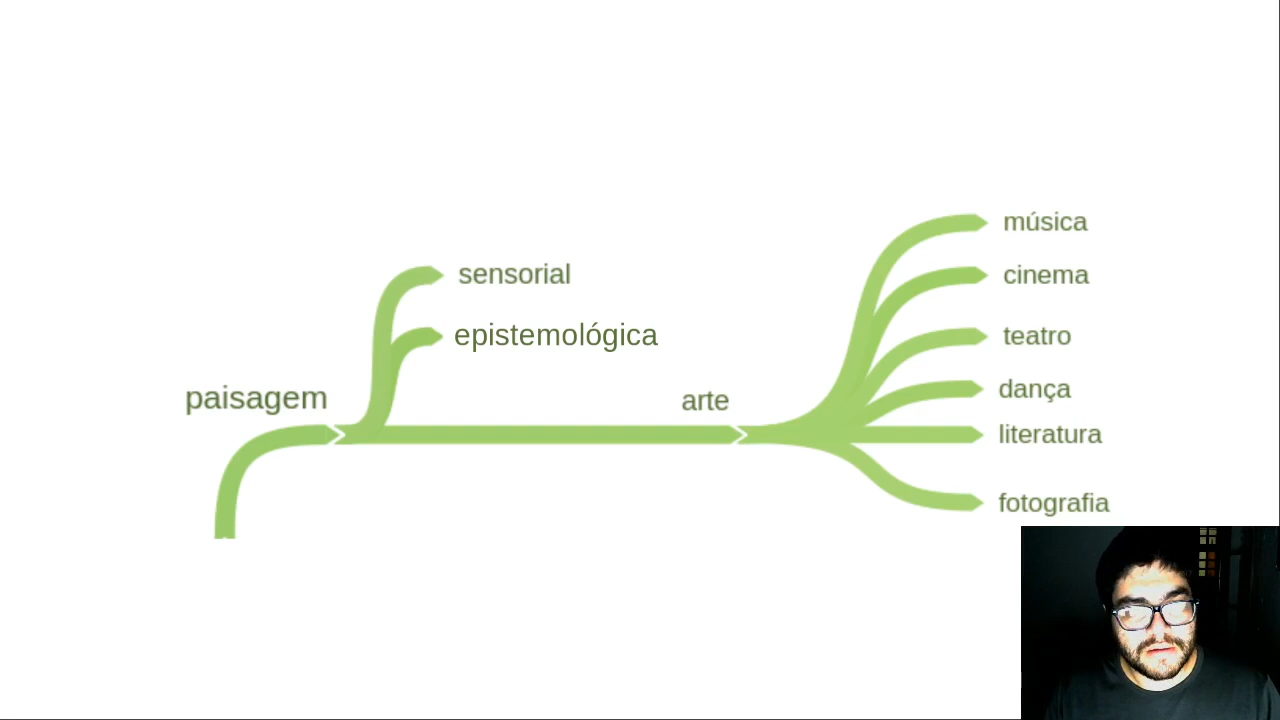 paisagem
sensorial
epistemológica
arte
música
cinema
teatro
dança
literatura
fotografia